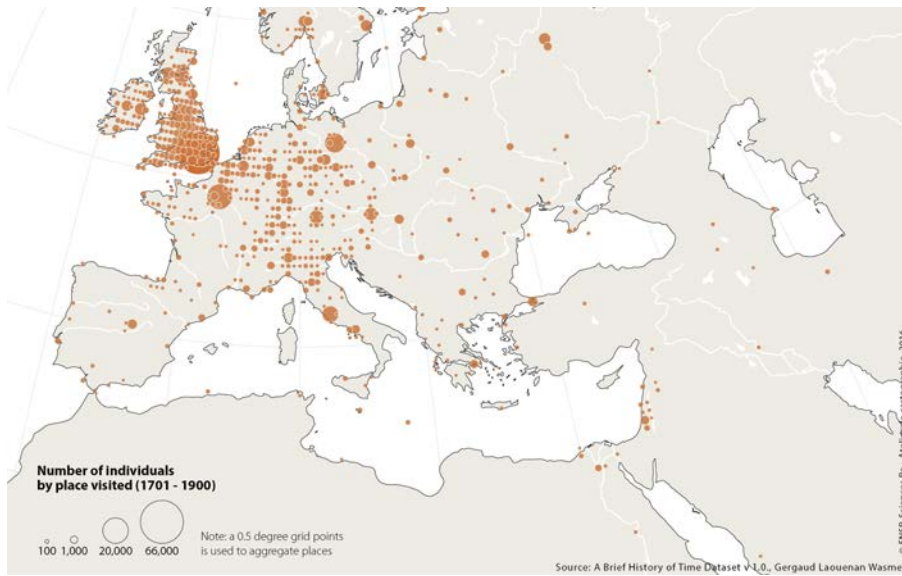 Number of individuals
by place visited (1701 - 1900)
100 1,000 20,000 66,000
Note: a 0.5 degree grid points
is used to aggregate places
Source: A Brief History of Time Dataset v 1.0., Gergaud Laouenan Wasme